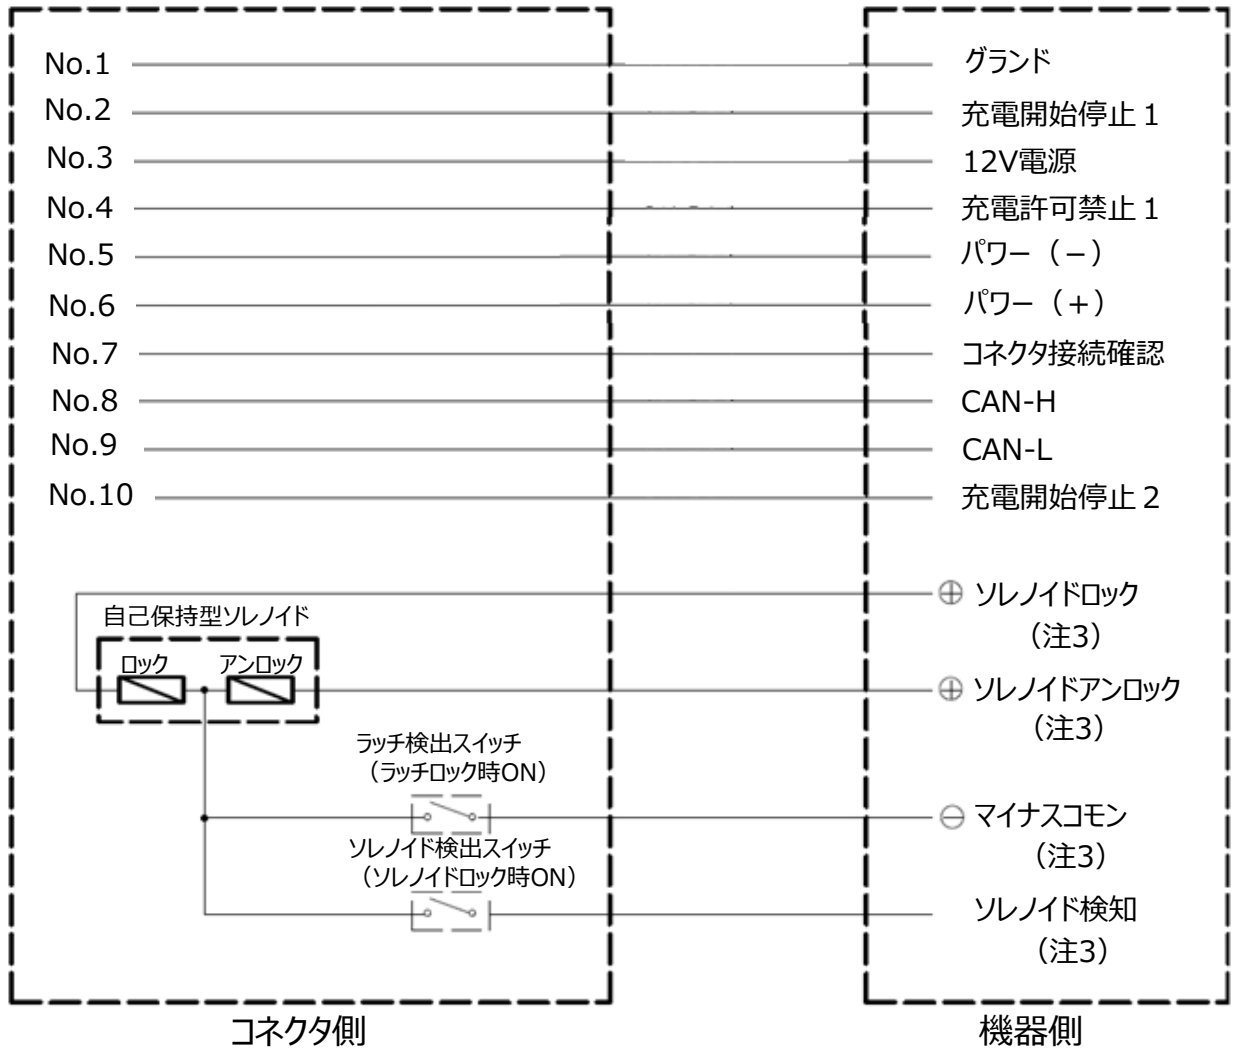 No.1 グランド
No.2 充電開始停止1
No.3 12V電源
No.4 充電許可禁止1
No.5 パワー（－）
No.6 パワー（+）
No.7 コネクタ接続確認
No.8 CAN-H
No.9 CAN-L
No.10 充電開始停止2
⊕ ソレノイドロック
（注3）
自己保持型ソレノイド
ロック アンロック
⊕ ソレノイドアンロック
（注3）
ラッチ検出スイッチ
（ラッチロック時ON）
⊖ マイナスコモン
（注3）
ソレノイド検出スイッチ
（ソレノイドロック時ON）
ソレノイド検知
（注3）
コネクタ側 機器側